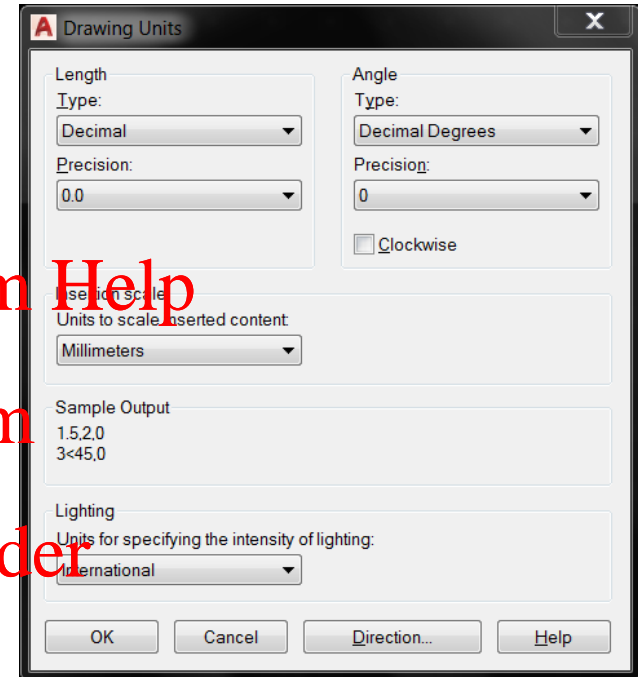 Drawing Units
X
Length
Type:
Decimal
Precision:
0.0
Angle
Type:
Decimal Degrees
Precision:
0
Clockwise
Help
Insertion scale
Units to scale inserted content:
Millimeters
Sample Output
1.5,2,0
3<45,0
Lighting
Units for specifying the intensity of lighting:
International
OK Cancel Direction... Help